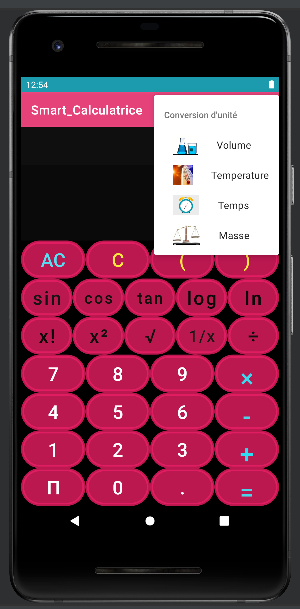 12:54
Smart_Calculatrice
Conversion d'unité
Volume
Temperature
Temps
Masse
AC C ( )
sin cos tan log ln
x! x² √ 1/x ÷
7 8 9 ×
4 5 6 -
1 2 3 +
Π 0 . =